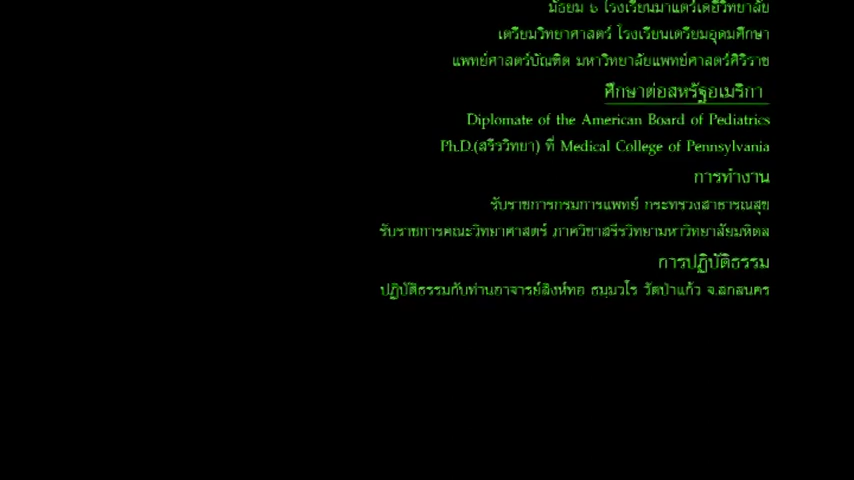 มัธยม ๖ โรงเรียนมาแตร์เดอีวิทยาลัย
เตรียมวิทยาศาสตร์ โรงเรียนเตรียมอุดมศึกษา
แพทย์ศาสตร์บัณฑิต มหาวิทยาลัยแพทย์ศาสตร์ศิริราช
ศึกษาต่อสหรัฐอเมริกา
Diplomate of the American Board of Pediatrics
Ph.D.(สรีรวิทยา) ที่ Medical College of Pennsylvania
การทำงาน
รับราชการกรมการแพทย์ กระทรวงสาธารณสุข
รับราชการคณะวิทยาศาสตร์ ภาควิชาสรีรวิทยามหาวิทยาลัยมหิดล
การปฏิบัติธรรม
ปฏิบัติธรรมกับท่านอาจารย์สิงห์ทอ ธมฺมวโร วัดป่าแก้ว จ.สกลนคร